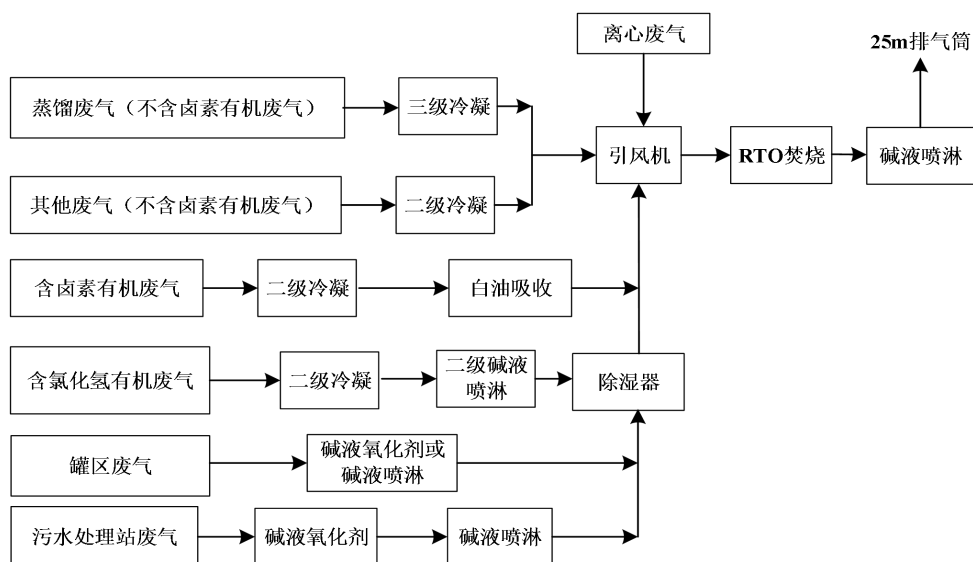 离心废气
25m排气筒
蒸馏废气（不含卤素有机废气）
三级冷凝
引风机
RTO焚烧
碱液喷淋
其他废气（不含卤素有机废气）
二级冷凝
含卤素有机废气
二级冷凝
白油吸收
含氯化氢有机废气
二级冷凝
二级碱液
喷淋
除湿器
罐区废气
碱液氧化剂或
碱液喷淋
污水处理站废气
碱液氧化剂
碱液喷淋